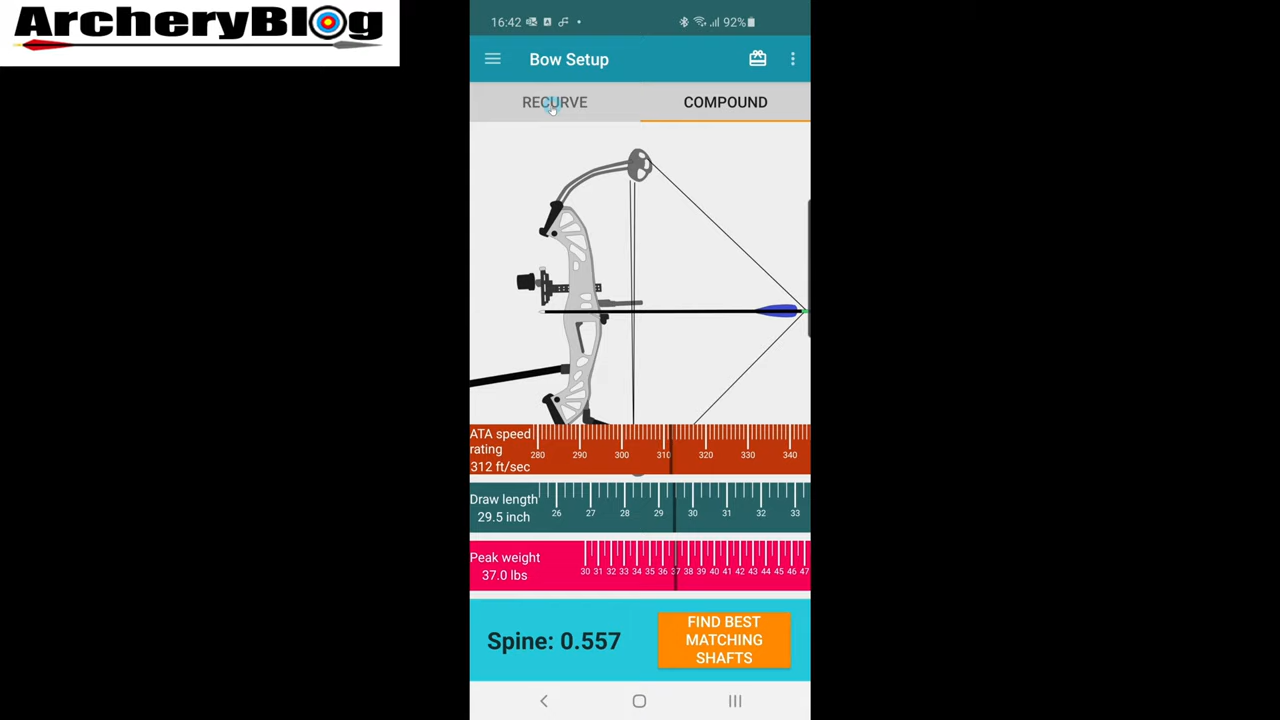 ArcheryBlog
16:42
92%
Bow Setup
RECURVE
COMPOUND
ATA speed
rating
312 ft/sec
280 290 300 310 320 330 340
Draw length
29.5 inch
26 27 28 29 30 31 32 33
Peak weight
37.0 lbs
30 31 32 33 34 35 36 37 38 39 40 41 42 43 44 45 46 47
Spine: 0.557
FIND BEST
MATCHING
SHAFTS